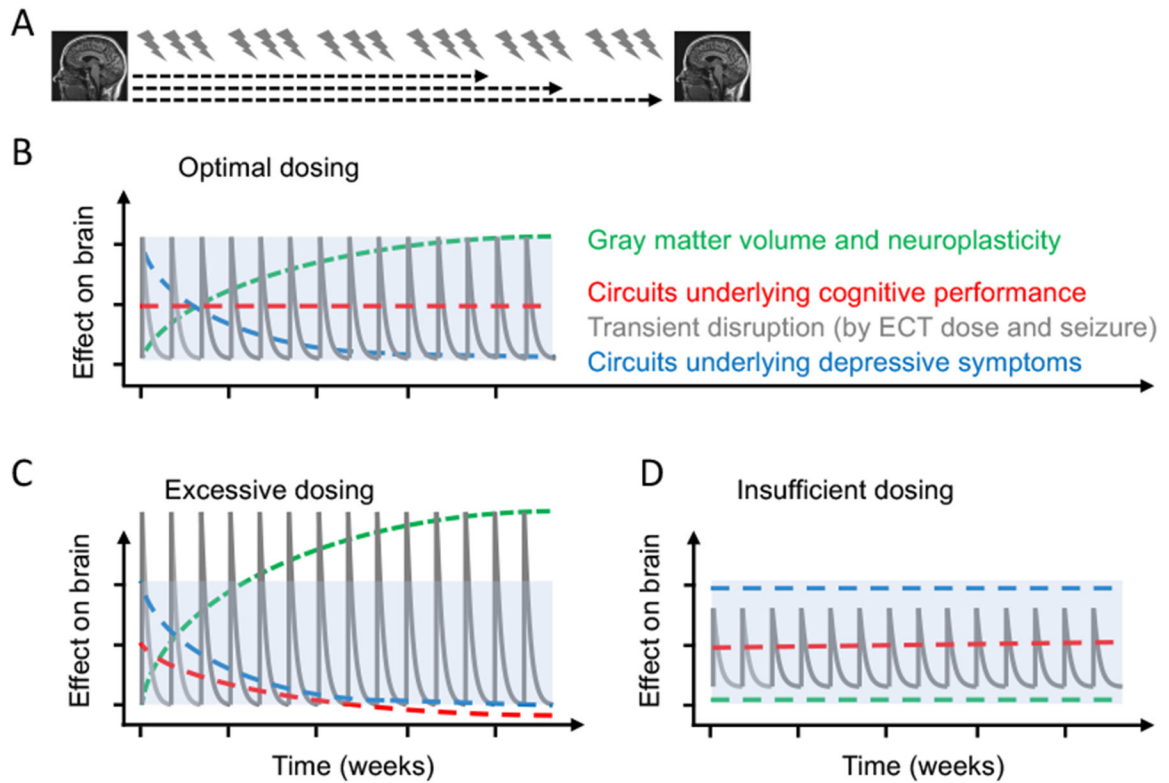 A
B
Optimal dosing
Effect on brain
Gray matter volume and neuroplasticity
Circuits underlying cognitive performance
Transient disruption (by ECT dose and seizure)
Circuits underlying depressive symptoms
C
Excessive dosing
Effect on brain
Time (weeks)
D
Insufficient dosing
Effect on brain
Time (weeks)